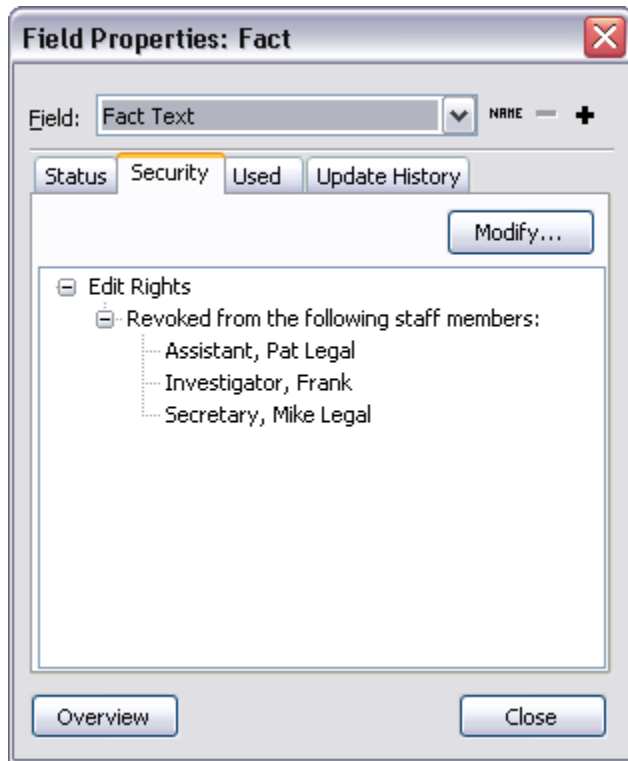 Field Properties: Fact
Field: Fact Text NAME
Status Security Used Update History
Modify...
Edit Rights
Revoked from the following staff members:
Assistant, Pat Legal
Investigator, Frank
Secretary, Mike Legal
Overview Close